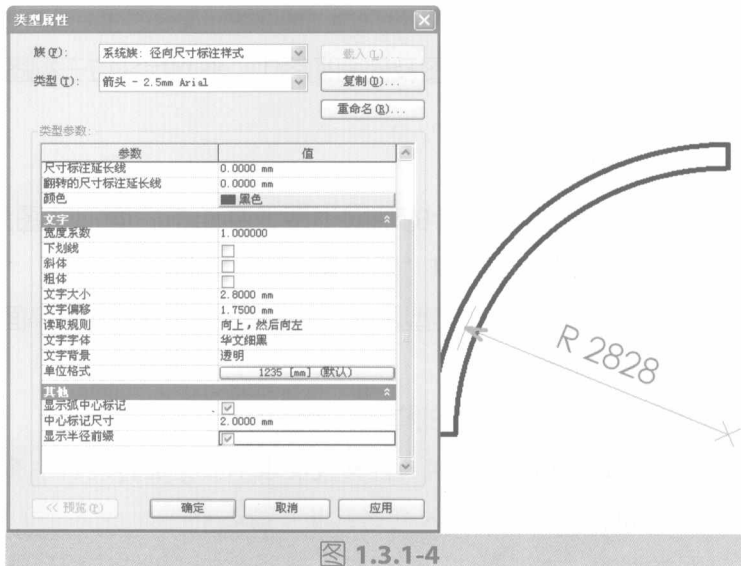 类型属性
族(F): 系统族: 径向尺寸标注样式 载入(L)...
类型(T): 箭头 - 2.5mm Arial 复制(D)...
重命名(R)...
类型参数:
参数 值
尺寸标注延长线 0.0000 mm
翻转的尺寸标注延长线 0.0000 mm
颜色 黑色
文字
宽度系数 1.000000
下划线
斜体
粗体
文字大小 2.8000 mm
文字偏移 1.7500 mm
读取规则 向上，然后向左
文字字体 华文细黑
文字背景 透明
单位格式 1235 [mm] (默认)
其他
显示弧中心标记
中心标记尺寸 2.0000 mm
显示半径前缀
<< 预览(P) 确定 取消 应用
R 2828
图 1.3.1-4